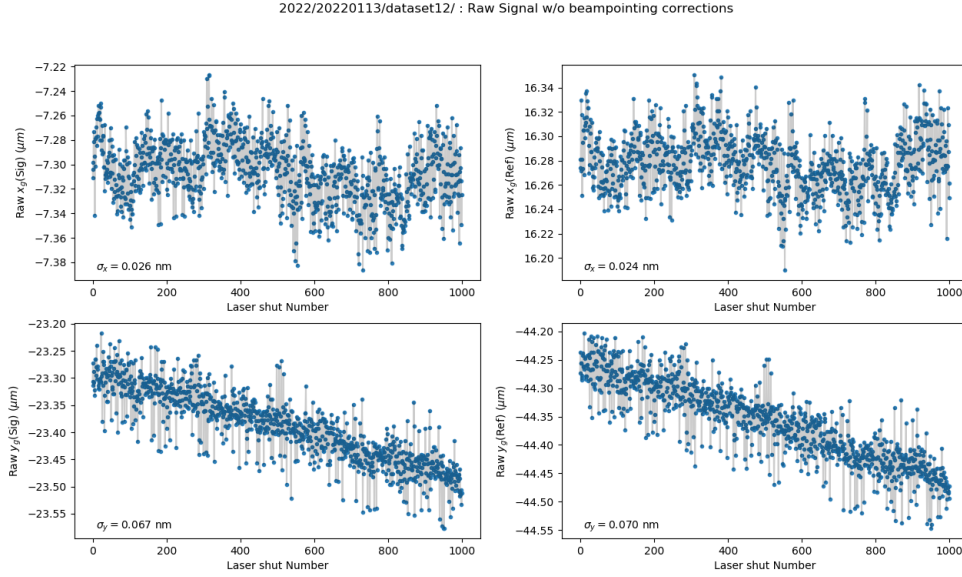 2022/20220113/dataset12/ : Raw Signal w/o beampointing corrections
Raw x_g(Sig) (μm)
−7.22
−7.24
−7.26
−7.28
−7.30
−7.32
−7.34
−7.36
−7.38
σ_x = 0.026 nm
0 200 400 600 800 1000
Laser shut Number
Raw x_g(Ref) (μm)
16.34
16.32
16.30
16.28
16.26
16.24
16.22
16.20
σ_x = 0.024 nm
0 200 400 600 800 1000
Laser shut Number
Raw y_g(Sig) (μm)
−23.20
−23.25
−23.30
−23.35
−23.40
−23.45
−23.50
−23.55
σ_y = 0.067 nm
0 200 400 600 800 1000
Laser shut Number
Raw y_g(Ref) (μm)
−44.20
−44.25
−44.30
−44.35
−44.40
−44.45
−44.50
−44.55
σ_y = 0.070 nm
0 200 400 600 800 1000
Laser shut Number